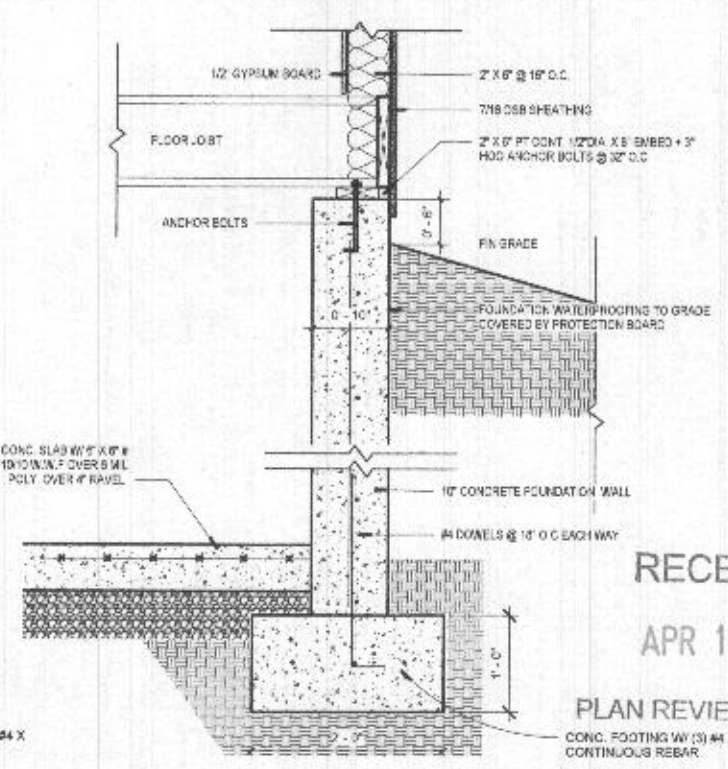 1/2" GYPSUM BOARD
2" X 6" @ 16" O.C.
7/16 OSB SHEATHING
FLOOR JOIST
2" X 6" PT CONT. 1/2"DIA. X 8" EMBED + 3"
HOO ANCHOR BOLTS @ 32" O.C
ANCHOR BOLTS
0' - 6"
FIN GRADE
0' - 10"
FOUNDATION WATERPROOFING TO GRADE
COVERED BY PROTECTION BOARD
CONC. SLAB W/ 6" X 6" #
10/10 W.W.F OVER 6 MIL
POLY OVER 4" RAVEL
10" CONCRETE FOUNDATION WALL
#4 DOWELS @ 18" O.C EACH WAY
RECE
APR 1
1' - 0"
PLAN REVIE
#4 X
2' - 0"
CONC. FOOTING W/ (3) #4
CONTINUOUS REBAR